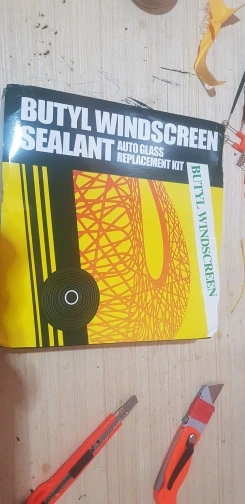 BUTYL WINDSCREEN
SEALANT AUTO GLASS
REPLACEMENT KIT
BUTYL WINDSCREEN